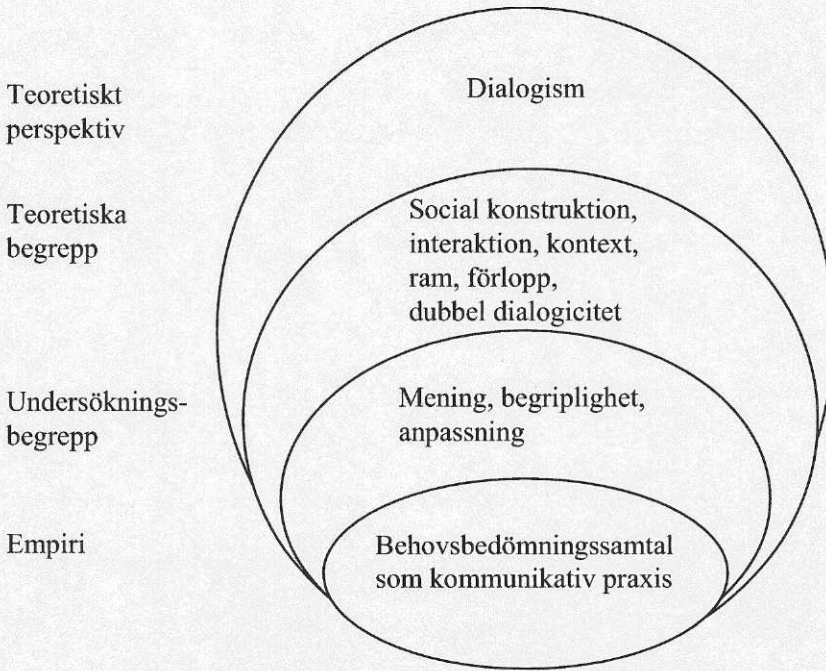 Teoretiskt
perspektiv
Dialogism
Teoretiska
begrepp
Social konstruktion,
interaktion, kontext,
ram, förlopp,
dubbel dialogicitet
Undersöknings-
begrepp
Mening, begriplighet,
anpassning
Empiri
Behovsbedömningssamtal
som kommunikativ praxis